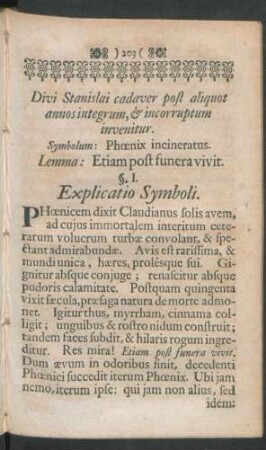 ) 203 (
Divi Stanislai cadaver post aliquot
annos integrum, & incorruptum
invenitur.
Symbolum: Phœnix incineratus.
Lemma: Etiam post funera vivit.
§. I.
Explicatio Symboli.
PHœnicem dixit Claudianus solis avem,
ad cujus immortalem interitum cete-
rarum volucrum turbæ convolant, & spe-
ctant admirabundæ. Avis est rarissima, &
mundi unica, hæres, prolésque sui. Gi-
gnitur absque conjuge; renascitur absque
pudoris calamitate. Postquam quingenta
vixit sæcula, præsaga natura de morte admo-
net. Igitur thus, myrrham, cinnama col-
ligit; unguibus & rostro nidum construit;
tandem faces subdit, & hilaris rogum ingre-
ditur. Res mira! Etiam post funera vivit.
Dum ævum in odoribus finit, decedenti
Phœnici succedit iterum Phœnix. Ubi jam
nemo, iterum ipse: qui jam non alius, sed
idem: